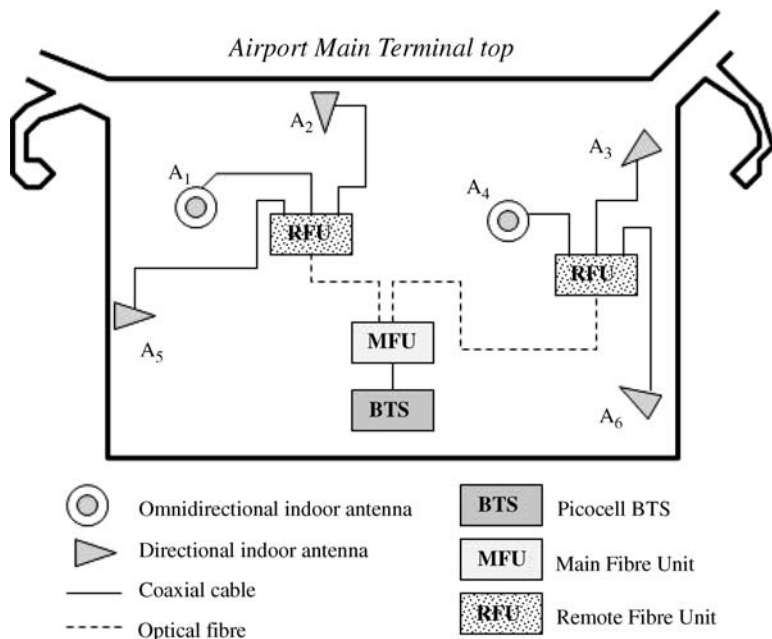 Airport Main Terminal top
A2
A1
A3
A4
RFU
RFU
A5
MFU
BTS
A6
Omnidirectional indoor antenna
Directional indoor antenna
Coaxial cable
Optical fibre
BTS Picocell BTS
MFU Main Fibre Unit
RFU Remote Fibre Unit